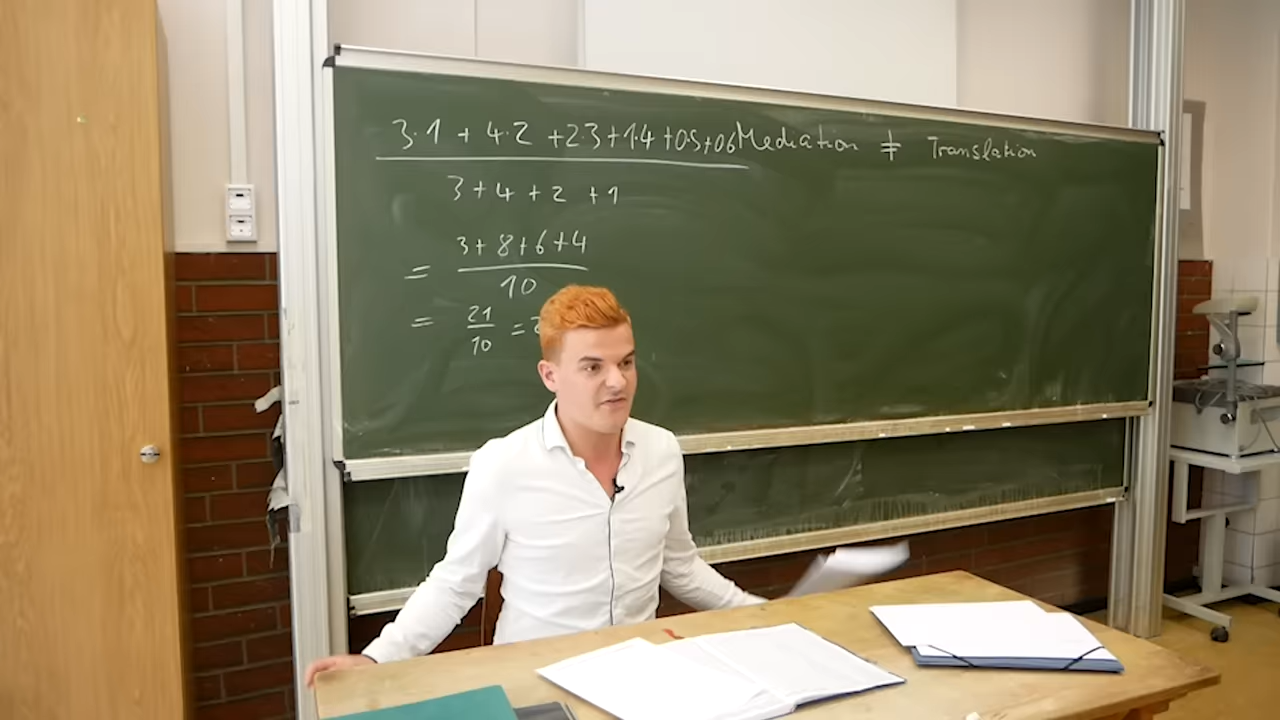 3·1 + 4·2 + 2·3 + 1·4 + 0·5 + 0·6
Mediation ≠ Translation
3 + 4 + 2 + 1
= 3 + 8 + 6 + 4
10
= 21
10
=